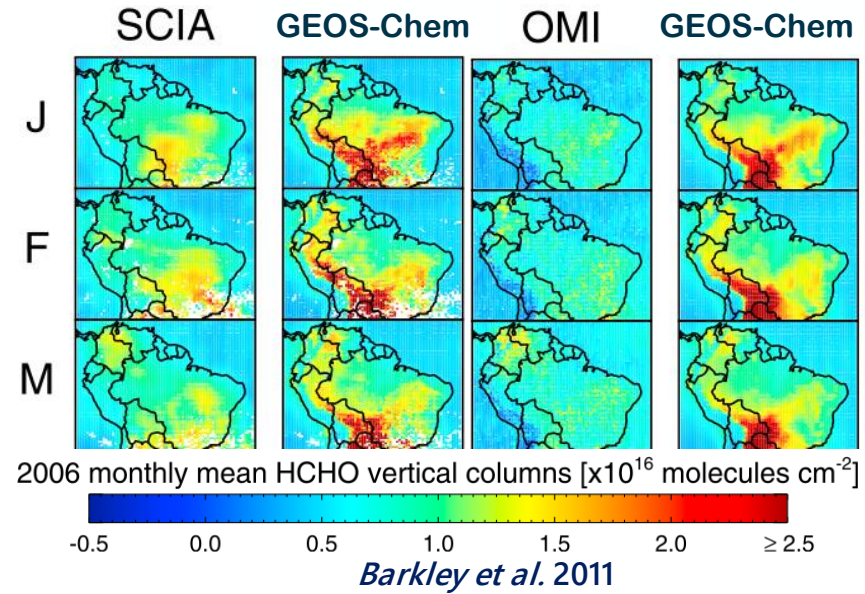 SCIA GEOS-Chem OMI GEOS-Chem
J
F
M
2006 monthly mean HCHO vertical columns [x10¹⁶ molecules cm⁻²]
-0.5 0.0 0.5 1.0 1.5 2.0 ≥ 2.5
Barkley et al. 2011